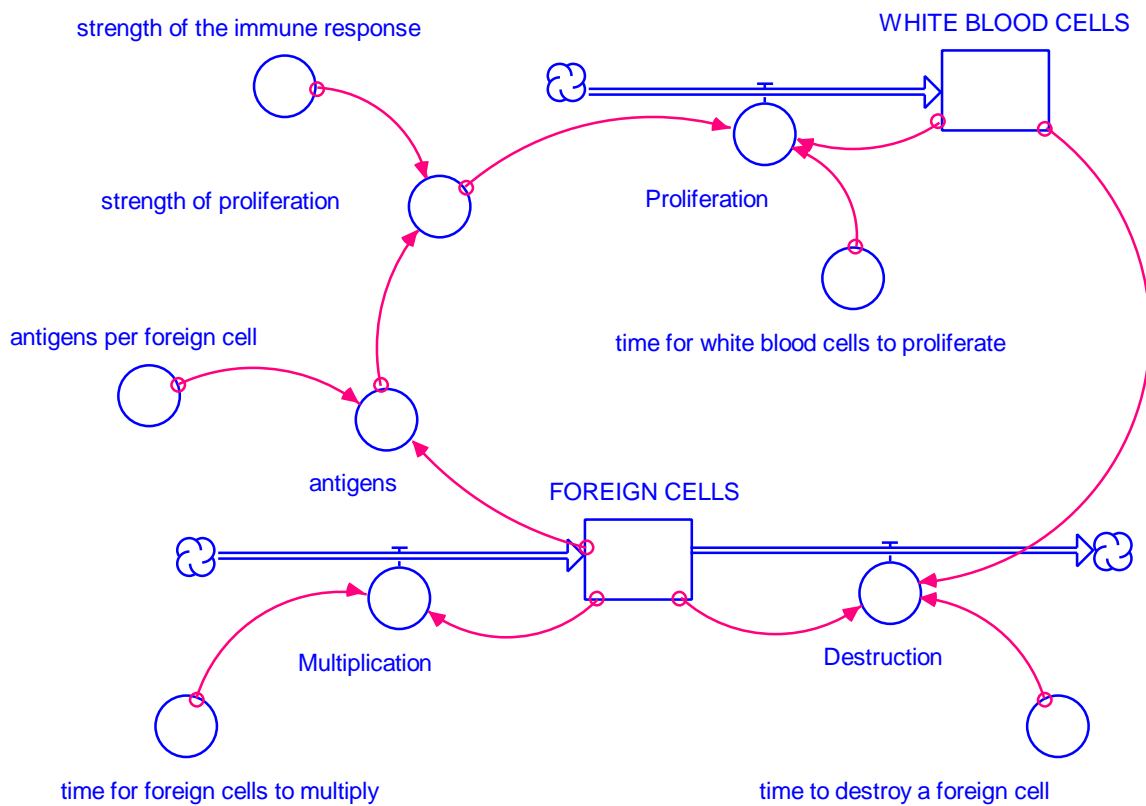 strength of the immune response
WHITE BLOOD CELLS
strength of proliferation
Proliferation
antigens per foreign cell
time for white blood cells to proliferate
antigens
FOREIGN CELLS
Multiplication
Destruction
time for foreign cells to multiply
time to destroy a foreign cell